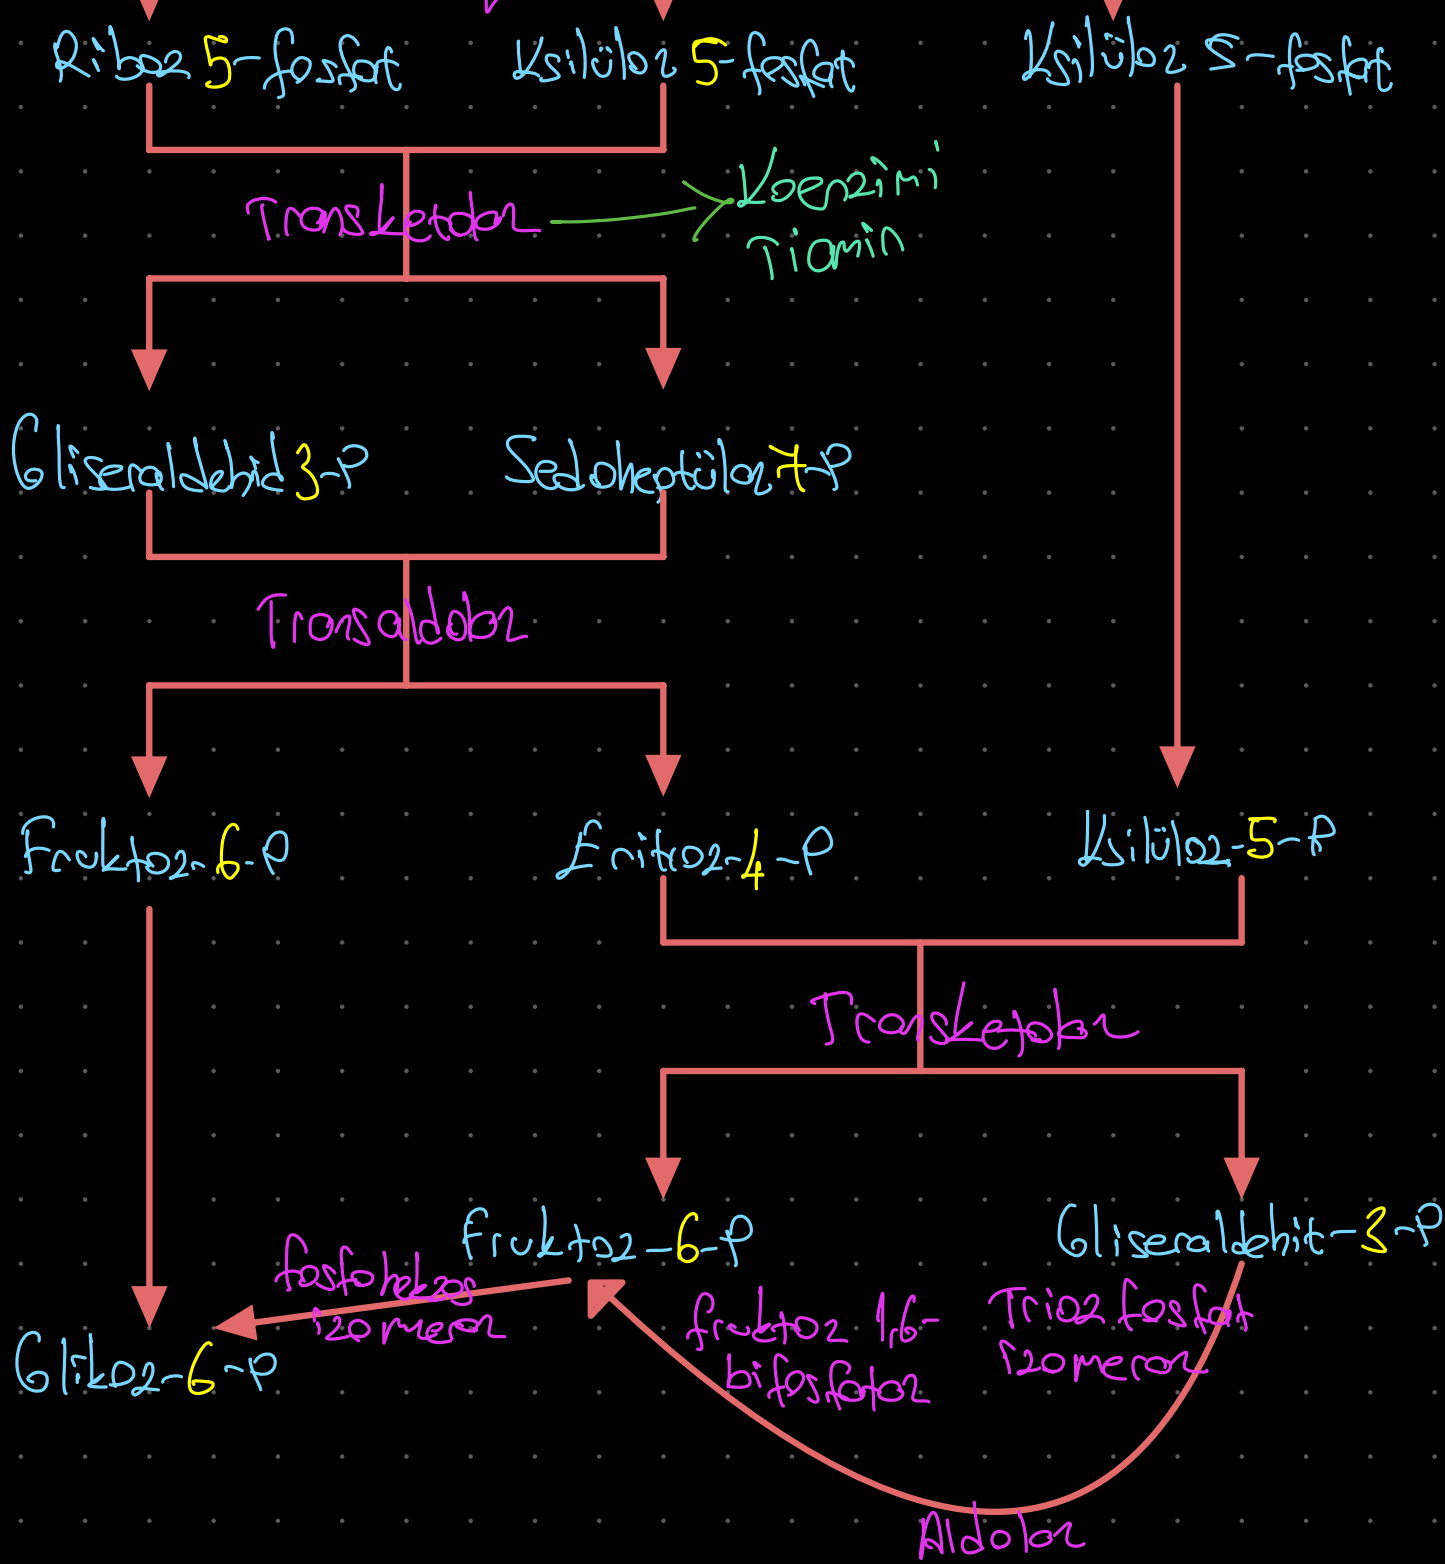 Riboz 5-fosfat
Ksilüloz 5-fosfat
Ksilüloz 5-fosfat
Transketolaz
Koenzimi
Tiamin
Gliseraldehid 3-P
Sedoheptüloz 7-P
Transaldolaz
Fruktoz-6-P
Eritroz-4-P
Ksilüloz-5-P
Transketolaz
Fruktoz-6-P
Gliseraldehit-3-P
fosfoheksoz
izomeraz
fruktoz 1,6-
bifosfataz
Trioz fosfat
izomeraz
Glikoz-6-P
Aldolaz